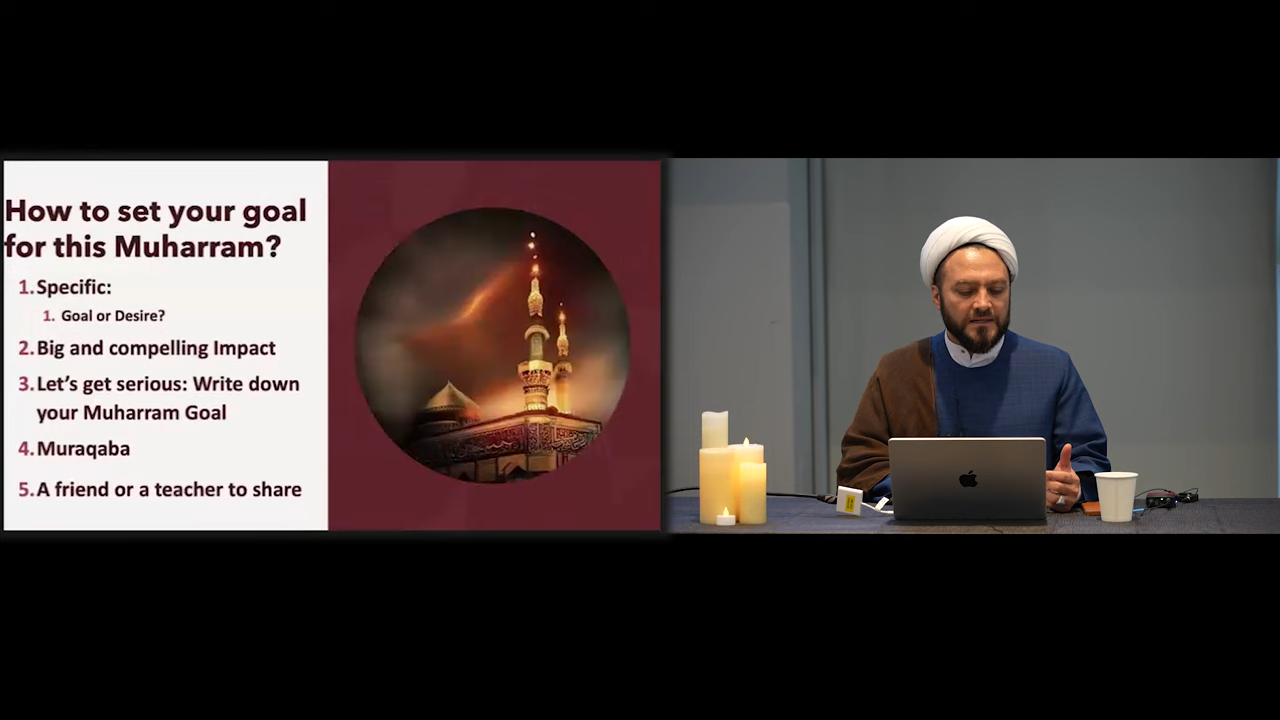 How to set your goal
for this Muharram?
1. Specific:
1. Goal or Desire?
2. Big and compelling Impact
3. Let's get serious: Write down
your Muharram Goal
4. Muraqaba
5. A friend or a teacher to share